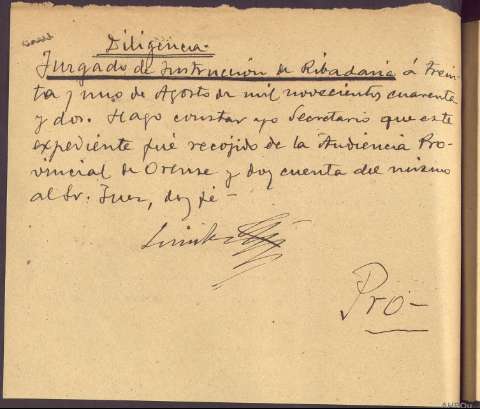 Diligencia.
Juzgado de Instrucción de Ribadavia á trein-
ta y uno de Agosto de mil novecientos cuarenta
y dos. Hago constar yo Secretario que este
expediente fué recojido de la Audiencia Pro-
vincial de Orense y doy cuenta del mismo
al Sr. Juez, doy fé -
Pro-